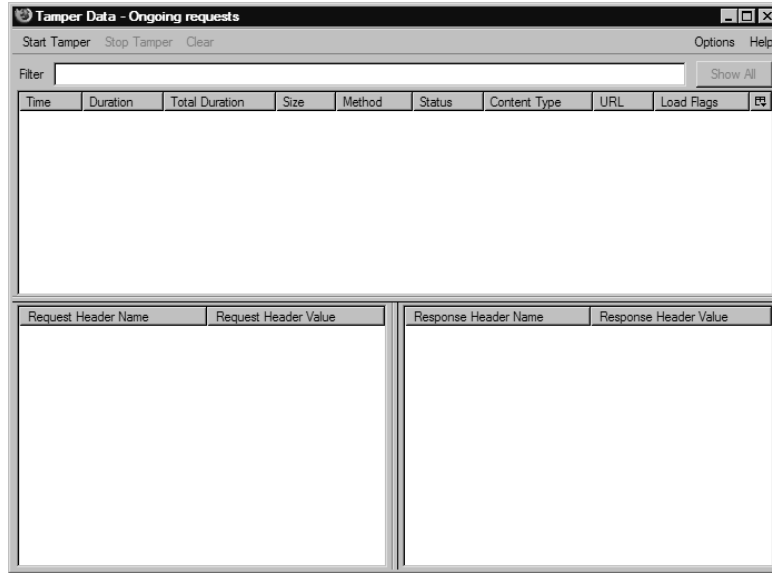 Tamper Data - Ongoing requests
Start Tamper Stop Tamper Clear Options Help
Filter Show All
Time Duration Total Duration Size Method Status Content Type URL Load Flags
Request Header Name Request Header Value Response Header Name Response Header Value